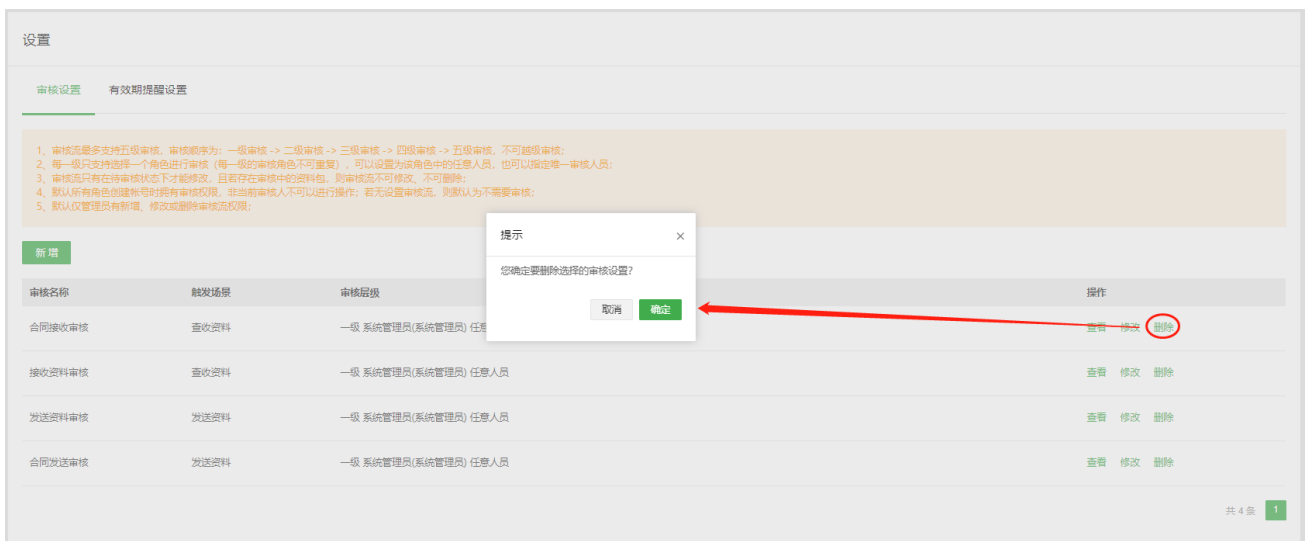 设置
审核设置 有效期提醒设置
1、审核流最多支持五级审核，审核顺序为：一级审核 -> 二级审核 -> 三级审核 -> 四级审核 -> 五级审核，不可越级审核；
2、每一级只支持选择一个角色进行审核（每一级的审核角色不可重复），可以设置为该角色中的任意人员，也可以指定唯一审核人员；
3、审核流只有在待审核状态下才能修改，且若存在审核中的资料包，则审核流不可修改、不可删除；
4、默认所有角色创建帐号时拥有审核权限，非当前审核人不可以进行操作；若无设置审核流，则默认为不需要审核；
5、默认仅管理员有新增、修改或删除审核流权限；
新增
提示 ×
您确定要删除选择的审核设置?
取消 确定
审核名称 触发场景 审核层级 操作
合同接收审核 查收资料 一级 系统管理员(系统管理员) 任意 查看 修改 删除
接收资料审核 查收资料 一级 系统管理员(系统管理员) 任意人员 查看 修改 删除
发送资料审核 发送资料 一级 系统管理员(系统管理员) 任意人员 查看 修改 删除
合同发送审核 发送资料 一级 系统管理员(系统管理员) 任意人员 查看 修改 删除
共 4 条 1